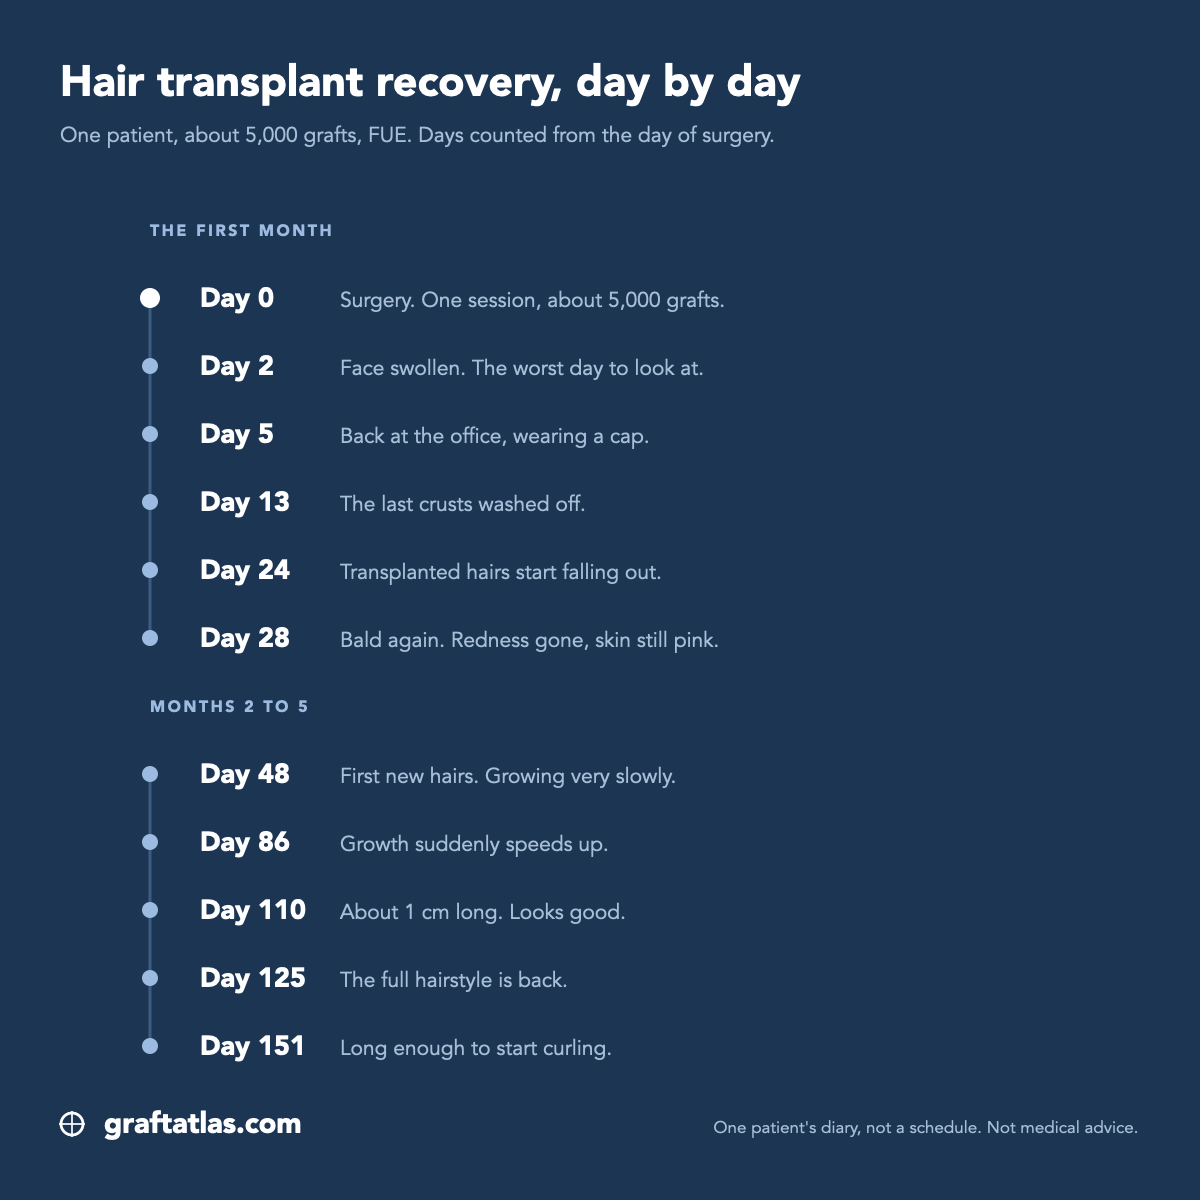 Hair transplant recovery, day by day
One patient, about 5,000 grafts, FUE. Days counted from the day of surgery.
THE FIRST MONTH
Day 0 Surgery. One session, about 5,000 grafts.
Day 2 Face swollen. The worst day to look at.
Day 5 Back at the office, wearing a cap.
Day 13 The last crusts washed off.
Day 24 Transplanted hairs start falling out.
Day 28 Bald again. Redness gone, skin still pink.
MONTHS 2 TO 5
Day 48 First new hairs. Growing very slowly.
Day 86 Growth suddenly speeds up.
Day 110 About 1 cm long. Looks good.
Day 125 The full hairstyle is back.
Day 151 Long enough to start curling.
graftatlas.com
One patient's diary, not a schedule. Not medical advice.